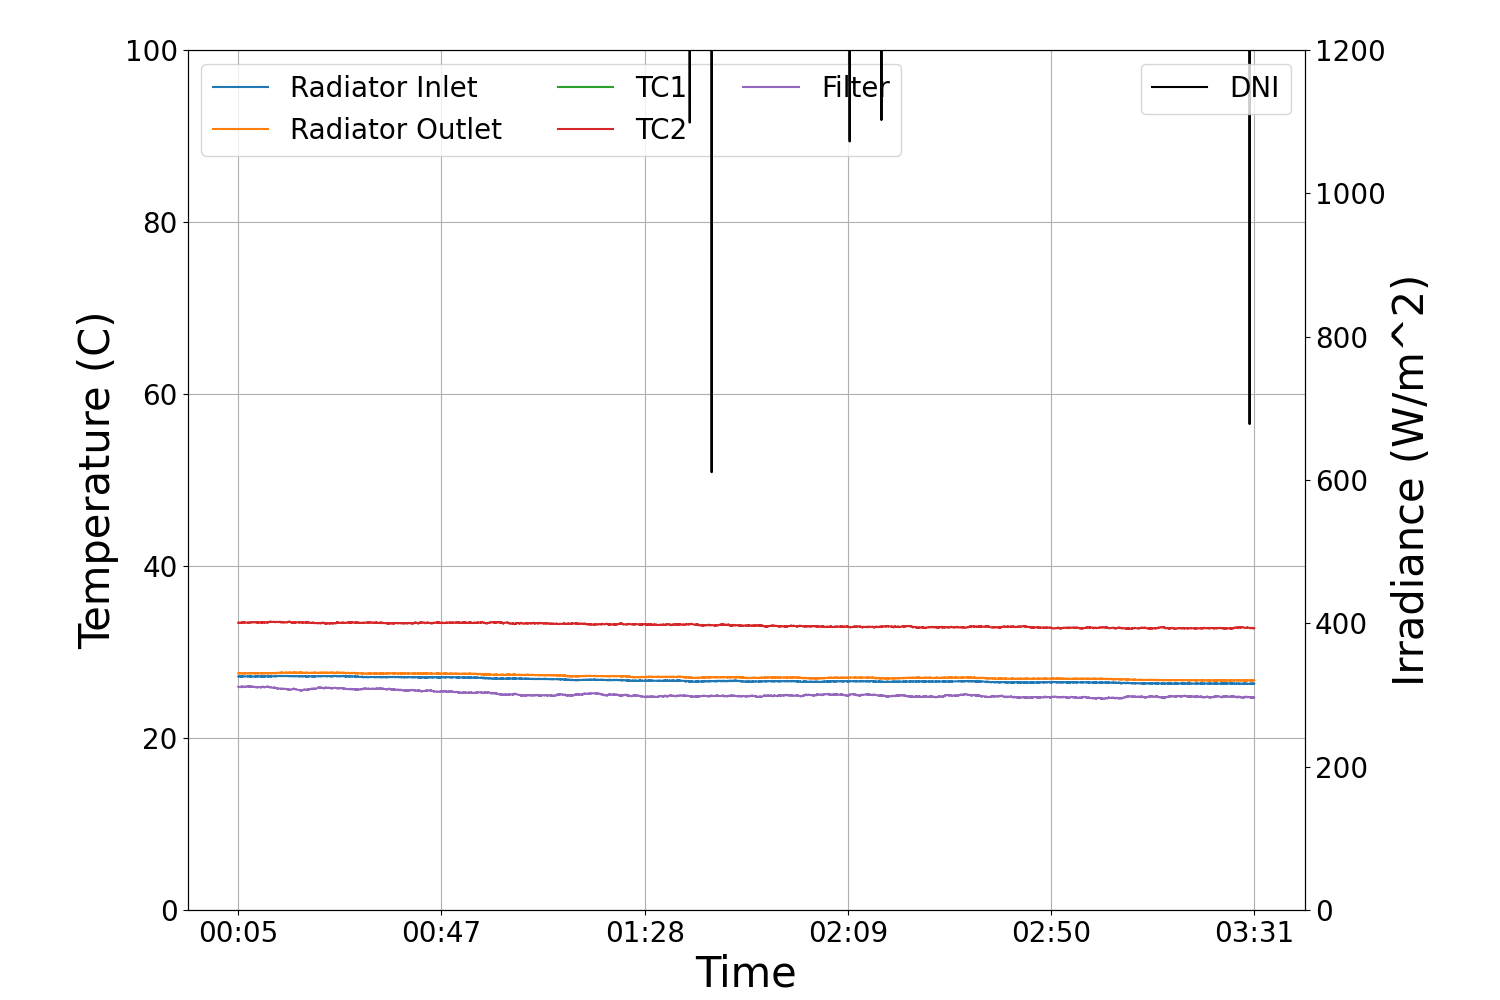 100
80
60
40
20
0
Temperature (C)
Radiator Inlet
Radiator Outlet
TC1
TC2
Filter
DNI
1200
1000
800
600
400
200
0
Irradiance (W/m^2)
00:05 00:47 01:28 02:09 02:50 03:31
Time